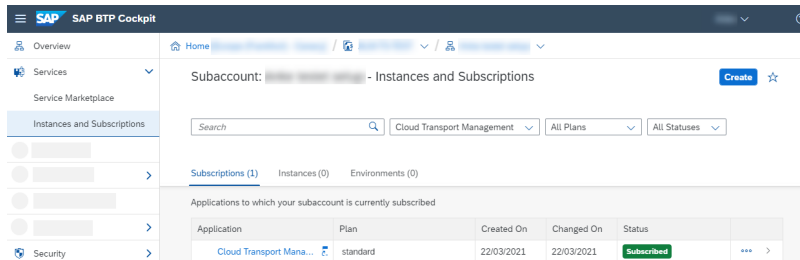 SAP SAP BTP Cockpit
Overview
Home / /
Services
Subaccount: - Instances and Subscriptions
Create
Service Marketplace
Instances and Subscriptions
Search
Cloud Transport Management
All Plans
All Statuses
Subscriptions (1) Instances (0) Environments (0)
Applications to which your subaccount is currently subscribed
Application Plan Created On Changed On Status
Security
Cloud Transport Mana... standard 22/03/2021 22/03/2021 Subscribed